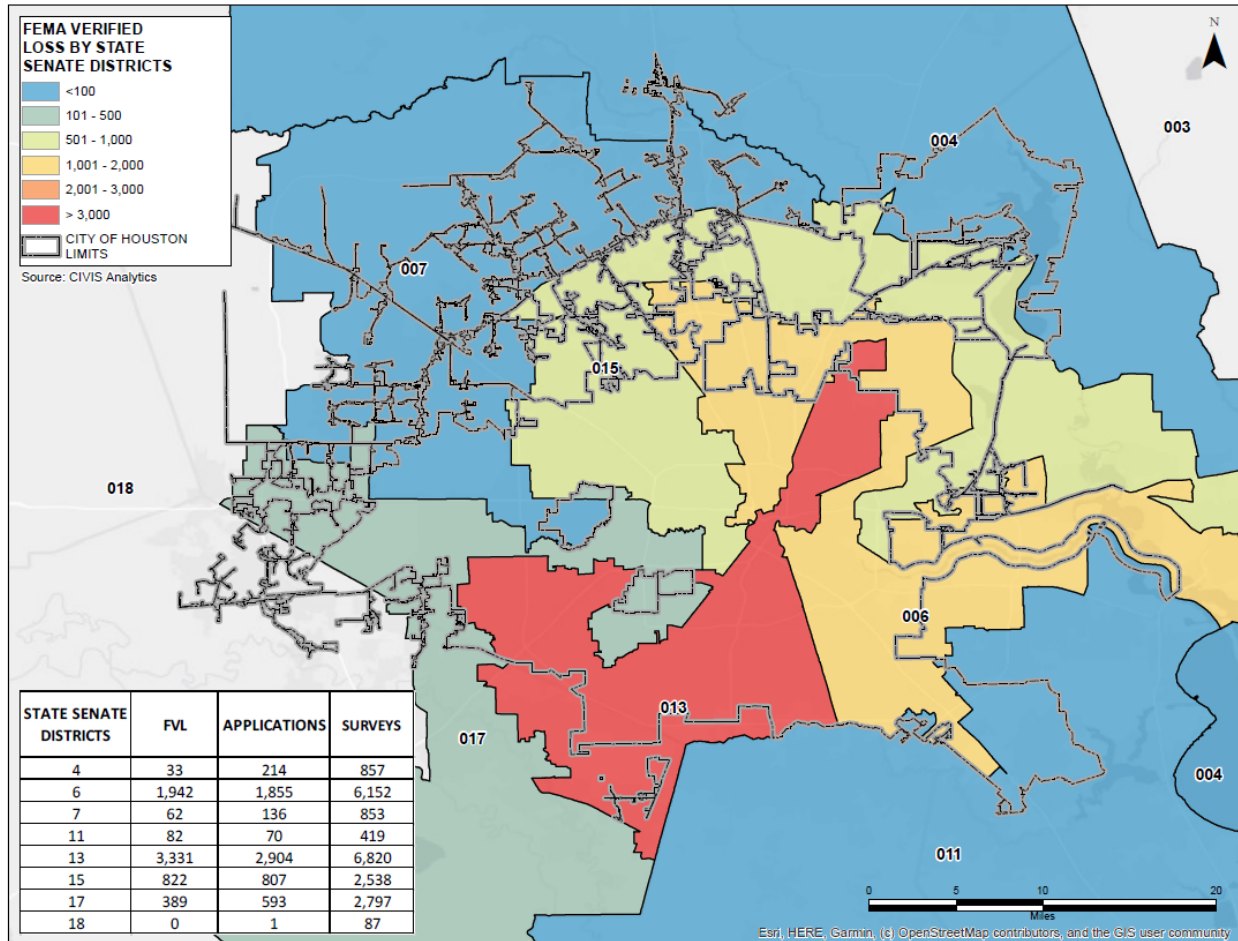 FEMA VERIFIED
LOSS BY STATE
SENATE DISTRICTS
<100
101 - 500
501 - 1,000
1,001 - 2,000
2,001 - 3,000
> 3,000
CITY OF HOUSTON
LIMITS
Source: CIVIS Analytics
N
003
004
007
015
018
006
013
017
004
011
STATE SENATE DISTRICTS FVL APPLICATIONS SURVEYS
4 33 214 857
6 1,942 1,855 6,152
7 62 136 853
11 82 70 419
13 3,331 2,904 6,820
15 822 807 2,538
17 389 593 2,797
18 0 1 87
0 5 10 20
Miles
Esri, HERE, Garmin, (c) OpenStreetMap contributors, and the GIS user community